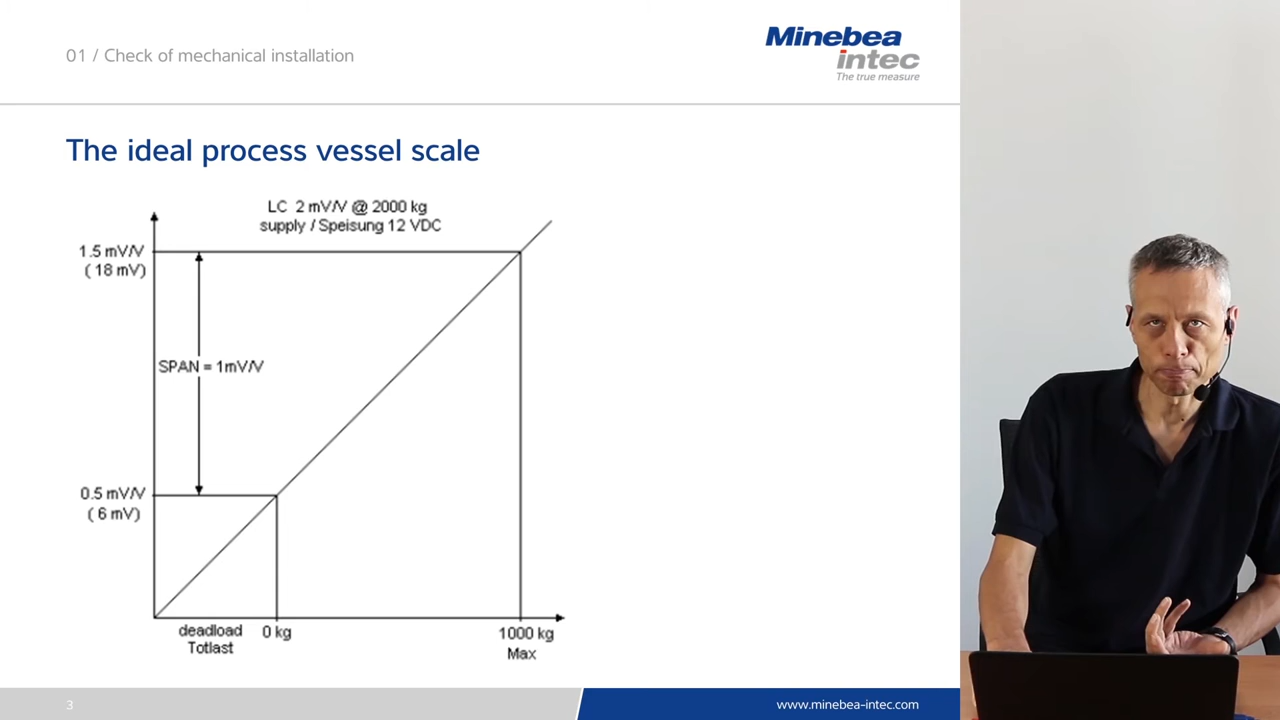 01 / Check of mechanical installation
Minebea
intec
The true measure
The ideal process vessel scale
LC 2 mV/V @ 2000 kg
supply / Speisung 12 VDC
1.5 mV/V
( 18 mV)
SPAN = 1mV/V
0.5 mV/V
( 6 mV)
deadload
Totlast
0 kg
1000 kg
Max
3
www.minebea-intec.com